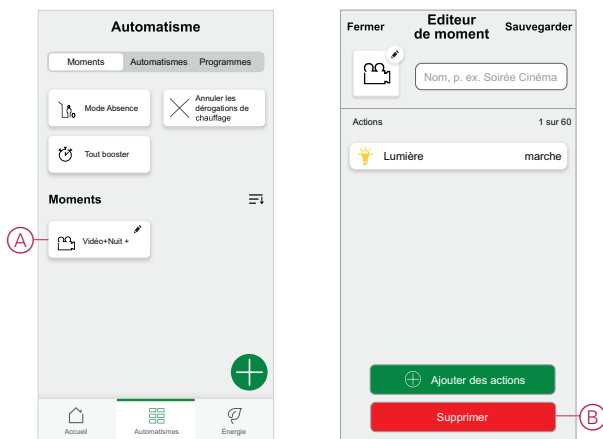 Automatisme
Moments Automatismes Programmes
Mode Absence
Annuler les
dérogations de
chauffage
Tout booster
Moments
A
Vidéo+Nuit +
Accueil Automatismes Énergie
Fermer Editeur
de moment Sauvegarder
Nom, p. ex. Soirée Cinéma
Actions 1 sur 60
Lumière marche
Ajouter des actions
Supprimer
B